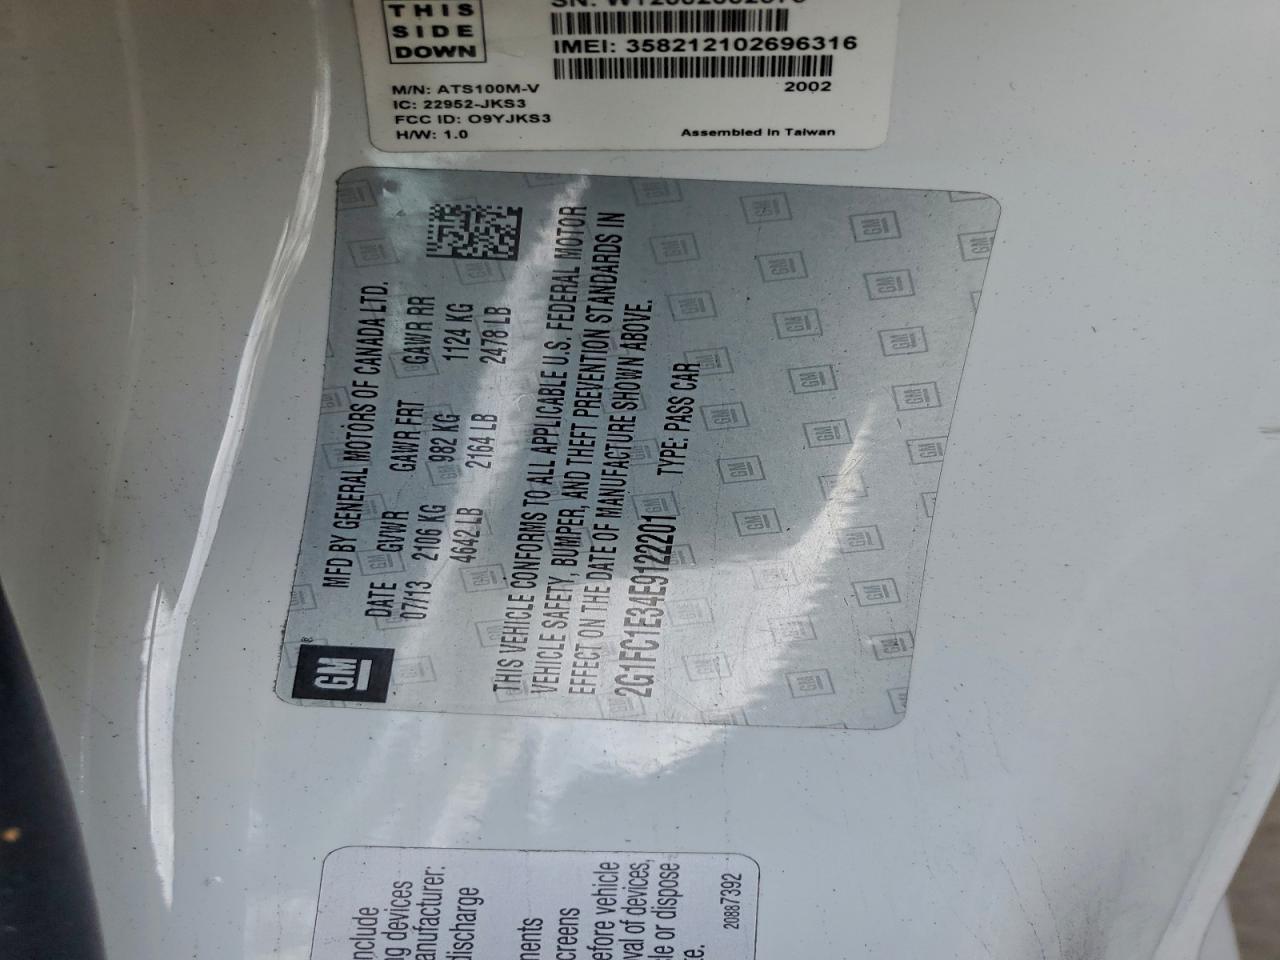 THIS
SIDE
DOWN
IMEI: 358212102696316
M/N: ATS100M-V
2002
IC: 22952-JKS3
FCC ID: O9YJKS3
H/W: 1.0
Assembled in Taiwan
GM
MFD BY GENERAL MOTORS OF CANADA LTD.
DATE GVWR GAWR FRT GAWR RR
07/13 2106 KG 982 KG 1124 KG
4642 LB 2164 LB 2478 LB
THIS VEHICLE CONFORMS TO ALL APPLICABLE U.S. FEDERAL MOTOR
VEHICLE SAFETY, BUMPER, AND THEFT PREVENTION STANDARDS IN
EFFECT ON THE DATE OF MANUFACTURE SHOWN ABOVE.
2G1FC1E34E9122201 TYPE: PASS CAR
nclude
ng devices
anufacturer:
discharge
ments
creens
efore vehicle
val of devices,
cle or dispose
te.
20887392